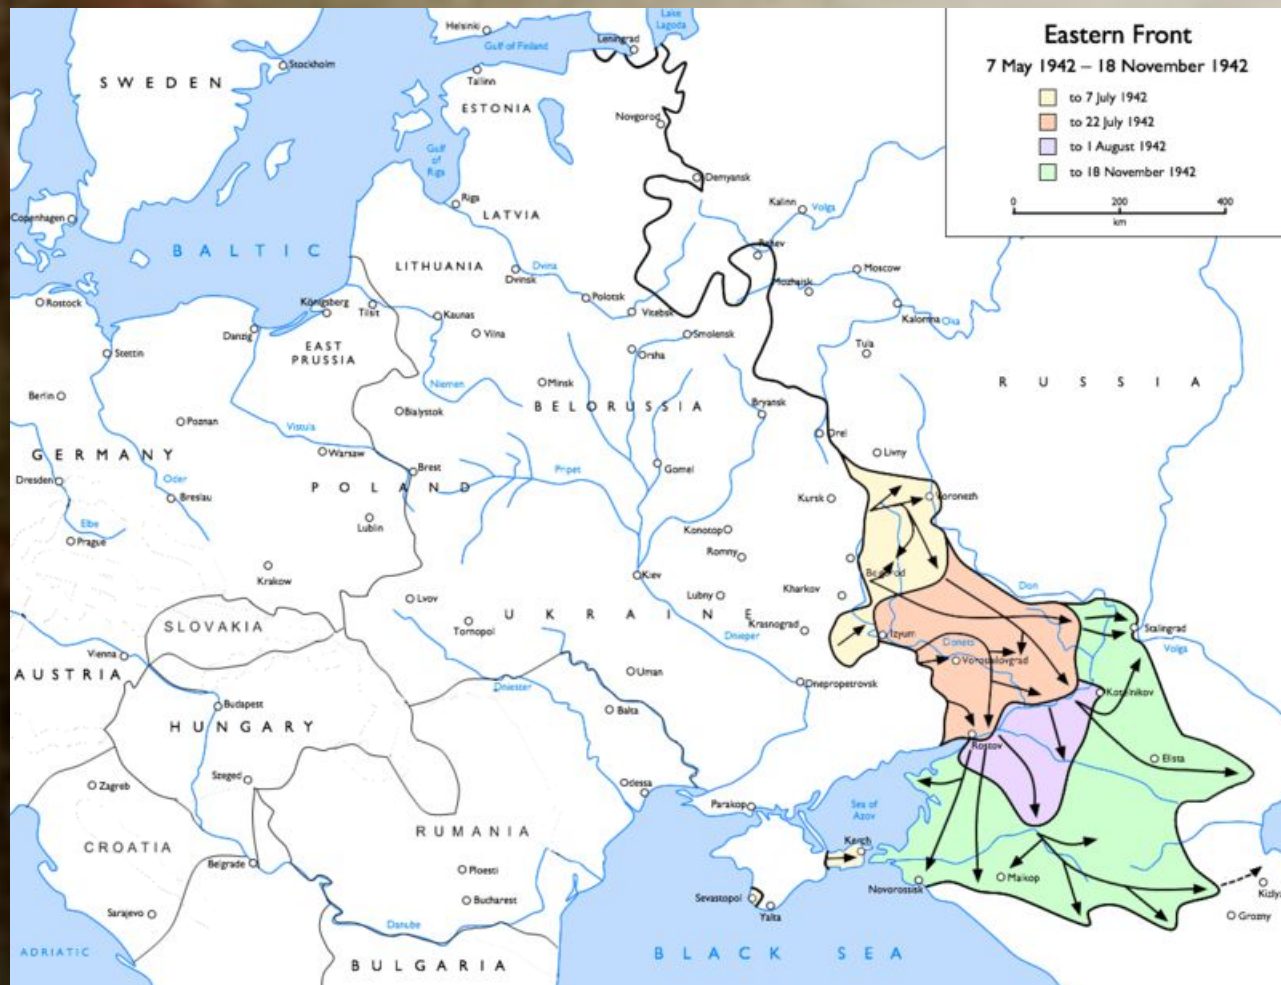 Eastern Front
7 May 1942 – 18 November 1942
to 7 July 1942
to 22 July 1942
to 1 August 1942
to 18 November 1942
0 200 400
km
Helsinki
Lake
Lagoda
Leningrad
Gulf of Finland
Stockholm
Tallinn
SWEDEN
ESTONIA
Novgorod
Gulf
of
Riga
Demyansk
Riga
Kalinn
Volga
LATVIA
Copenhagen
BALTIC
Rzhev
LITHUANIA
Dvina
Dvinsk
Moscow
Mozhaisk
Polotsk
Rostock
Königsberg
Tilsit
Kaunas
Vitebsk
Kalomna
Oka
Danzig
Vilna
Smolensk
EAST
PRUSSIA
Orsha
Tula
Stettin
Minsk
Niemen
RUSSIA
Berlin
Bialystok
BELORUSSIA
Bryansk
Poznan
Vistula
Orel
GERMANY
Warsaw
Livny
Dresden
Oder
Brest
Pripet
Gomel
POLAND
Breslau
Kursk
Voronezh
Elbe
Lublin
Konotop
Prague
Romny
Krakow
Kiev
Belgorod
Don
Lvov
Lubny
Kharkov
UKRAINE
SLOVAKIA
Tornopol
Krasnograd
Izyum
Stalingrad
Dnieper
Donets
Volga
Vienna
Voroshilovgrad
AUSTRIA
Uman
Dniester
Dnepropetrovsk
Kotelnikov
Budapest
Balta
HUNGARY
Rostov
Elista
Szeged
Odessa
Zagreb
Parakop
Sea of
Azov
RUMANIA
CROATIA
Kerch
Belgrade
Ploesti
Maikop
Novorossisk
Kizlya
Sevastopol
Bucharest
Yalta
Sarajevo
Grozny
Danube
ADRIATIC
BLACK SEA
BULGARIA